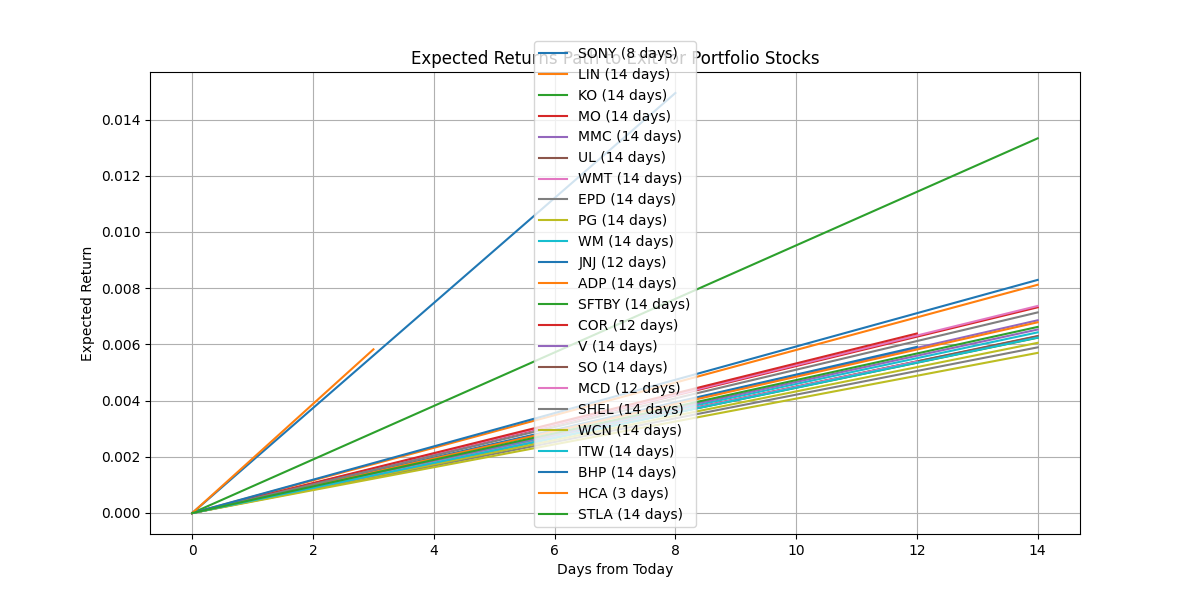 Expected Returns Path to Exit for Portfolio Stocks
SONY (8 days)
LIN (14 days)
KO (14 days)
MO (14 days)
MMC (14 days)
UL (14 days)
WMT (14 days)
EPD (14 days)
PG (14 days)
WM (14 days)
JNJ (12 days)
ADP (14 days)
SFTBY (14 days)
COR (12 days)
V (14 days)
SO (14 days)
MCD (12 days)
SHEL (14 days)
WCN (14 days)
ITW (14 days)
BHP (14 days)
HCA (3 days)
STLA (14 days)
Expected Return
0.014
0.012
0.010
0.008
0.006
0.004
0.002
0.000
0 2 4 6 8 10 12 14
Days from Today